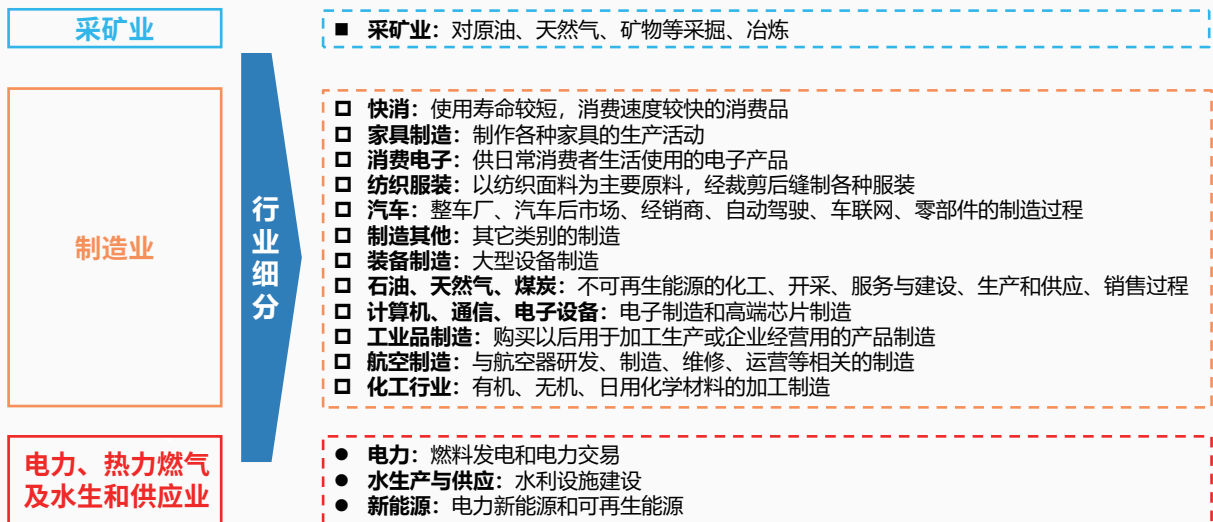 采矿业
■ 采矿业：对原油、天然气、矿物等采掘、冶炼
制造业
行业细分
快消：使用寿命较短，消费速度较快的消费品
家具制造：制作各种家具的生产活动
消费电子：供日常消费者生活使用的电子产品
纺织服装：以纺织面料为主要原料，经裁剪后缝制各种服装
汽车：整车厂、汽车后市场、经销商、自动驾驶、车联网、零部件的制造过程
制造其他：其它类别的制造
装备制造：大型设备制造
石油、天然气、煤炭：不可再生能源的化工、开采、服务与建设、生产和供应、销售过程
计算机、通信、电子设备：电子制造和高端芯片制造
工业品制造：购买以后用于加工生产或企业经营用的产品制造
航空制造：与航空器研发、制造、维修、运营等相关的制造
化工行业：有机、无机、日用化学材料的加工制造
电力、热力燃气
及水生和供应业
● 电力：燃料发电和电力交易
● 水生产与供应：水利设施建设
● 新能源：电力新能源和可再生能源